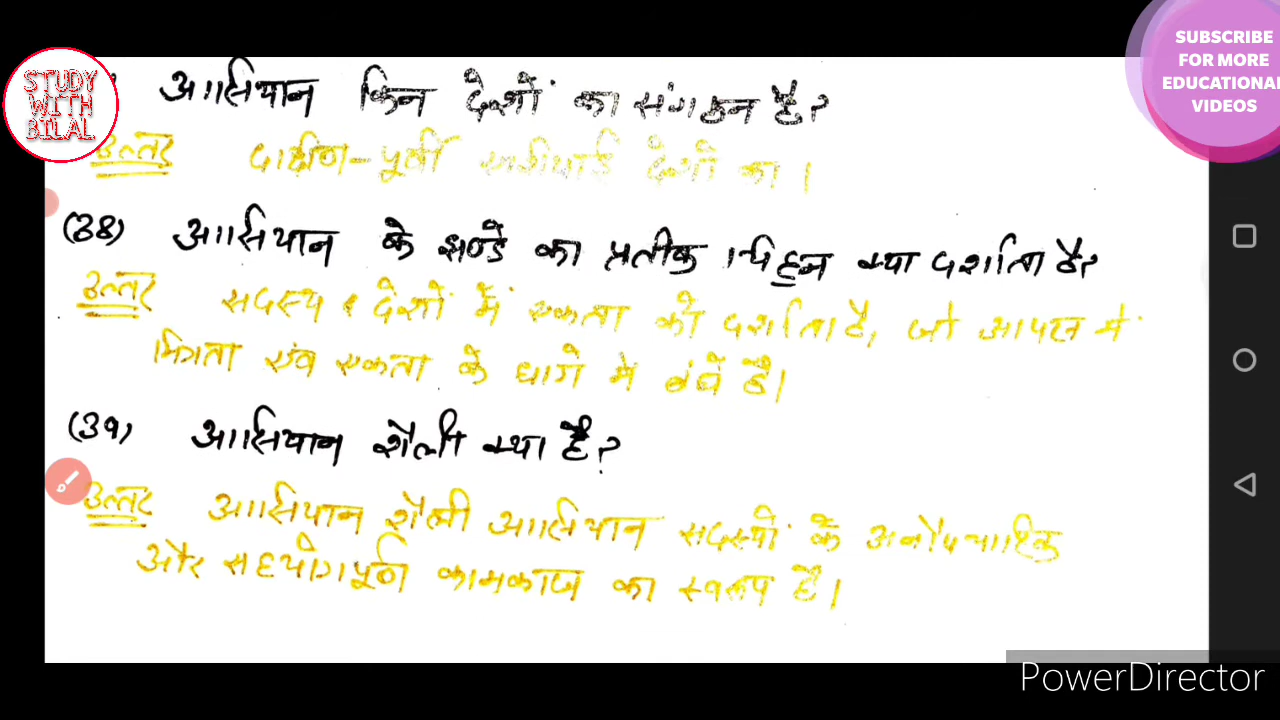 STUDY
WITH
BILAL
SUBSCRIBE
FOR MORE
EDUCATIONAL
VIDEOS
आसियान किन देशों का संगठन है?
उत्तर दक्षिण-पूर्वी एशियाई देशों का।
(38) आसियान के झण्डे का प्रतीक चिह्न क्या दर्शाता है?
उत्तर सदस्य देशों में एकता को दर्शाता है, जो आपस में
मित्रता एंव एकता के धागे में बंधें है।
(39) आसियान शैली क्या है?
उत्तर आसियान शैली आसियान सदस्यों के अनौपचारिक
और सहयोगपूर्ण कामकाज का स्वरूप है।
PowerDirector